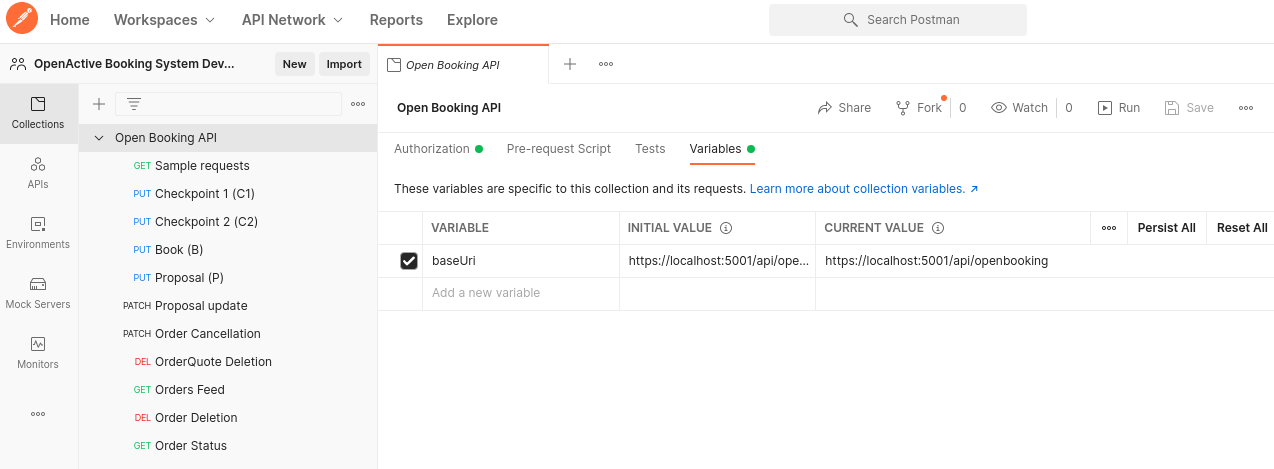 Home Workspaces API Network Reports Explore Search Postman
OpenActive Booking System Dev... New Import
Open Booking API
Collections
APIs
Environments
Mock Servers
Monitors
Open Booking API
GET Sample requests
PUT Checkpoint 1 (C1)
PUT Checkpoint 2 (C2)
PUT Book (B)
PUT Proposal (P)
PATCH Proposal update
PATCH Order Cancellation
DEL OrderQuote Deletion
GET Orders Feed
DEL Order Deletion
GET Order Status
Open Booking API Share Fork 0 Watch 0 Run Save
Authorization Pre-request Script Tests Variables
These variables are specific to this collection and its requests. Learn more about collection variables. ↗
VARIABLE INITIAL VALUE CURRENT VALUE Persist All Reset All
baseUri https://localhost:5001/api/ope... https://localhost:5001/api/openbooking
Add a new variable